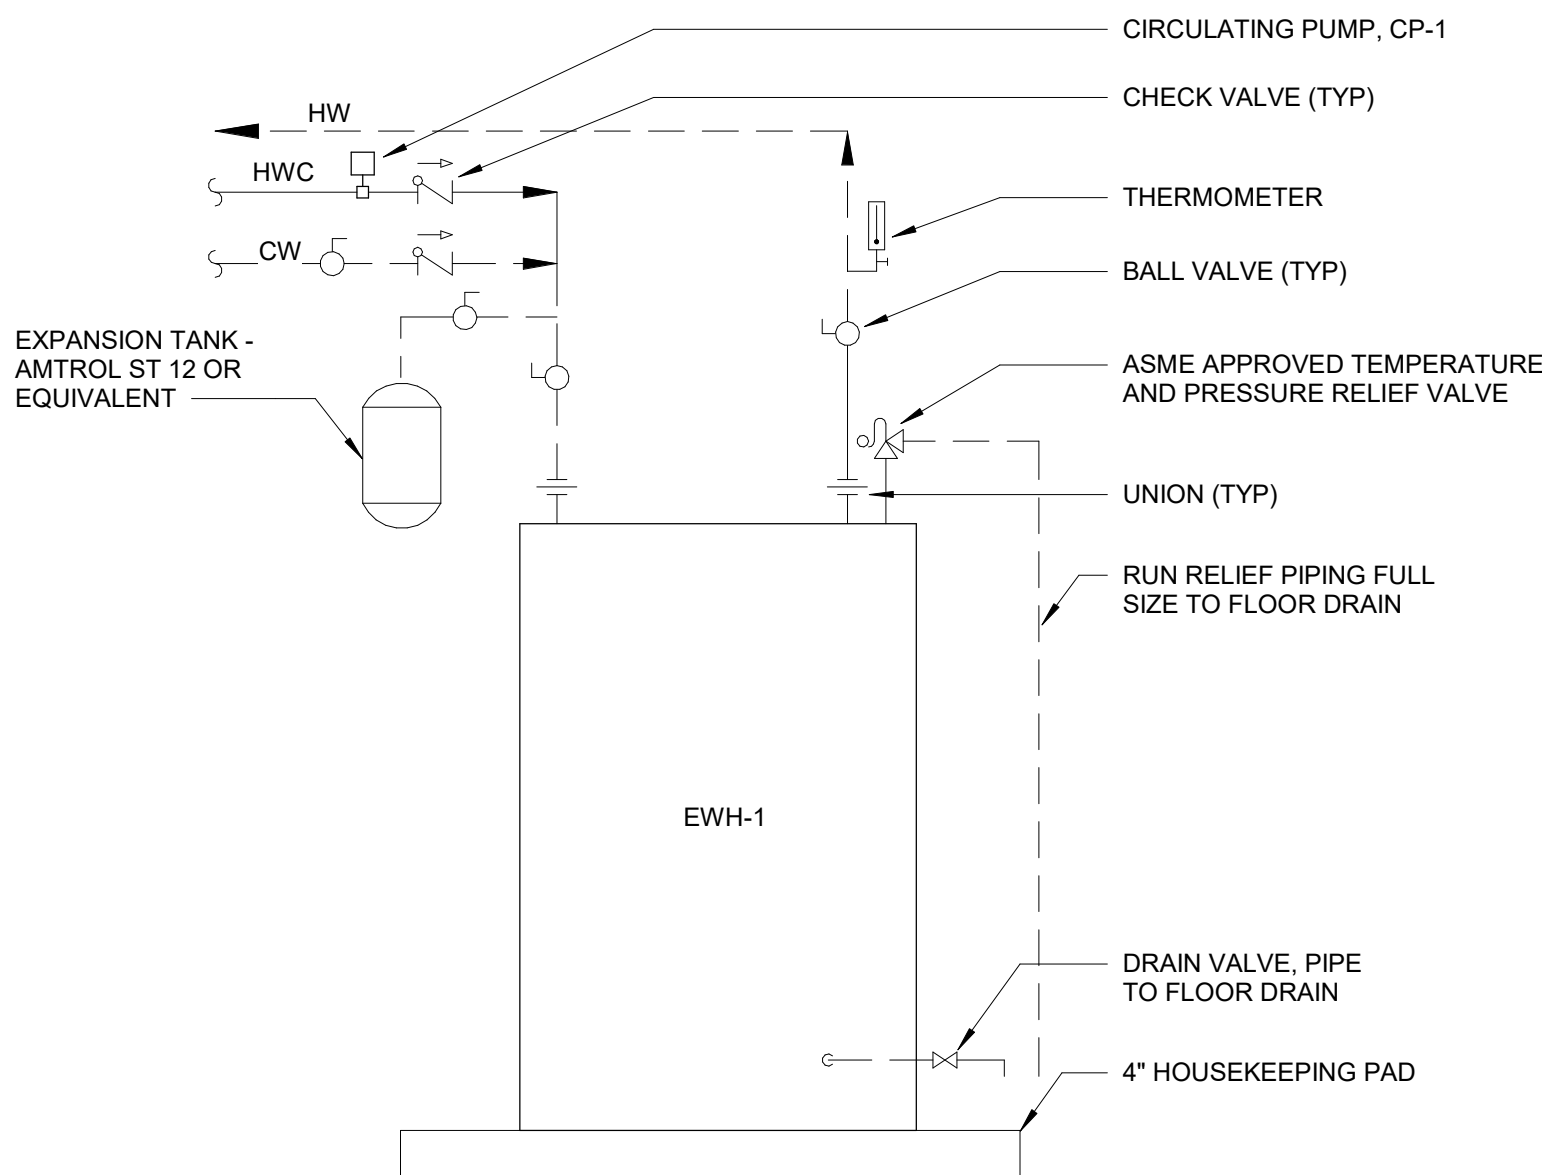 CIRCULATING PUMP, CP-1
CHECK VALVE (TYP)
HW
HWC
THERMOMETER
CW
BALL VALVE (TYP)
EXPANSION TANK -
AMTROL ST 12 OR
EQUIVALENT
ASME APPROVED TEMPERATURE
AND PRESSURE RELIEF VALVE
UNION (TYP)
RUN RELIEF PIPING FULL
SIZE TO FLOOR DRAIN
EWH-1
DRAIN VALVE, PIPE
TO FLOOR DRAIN
4" HOUSEKEEPING PAD